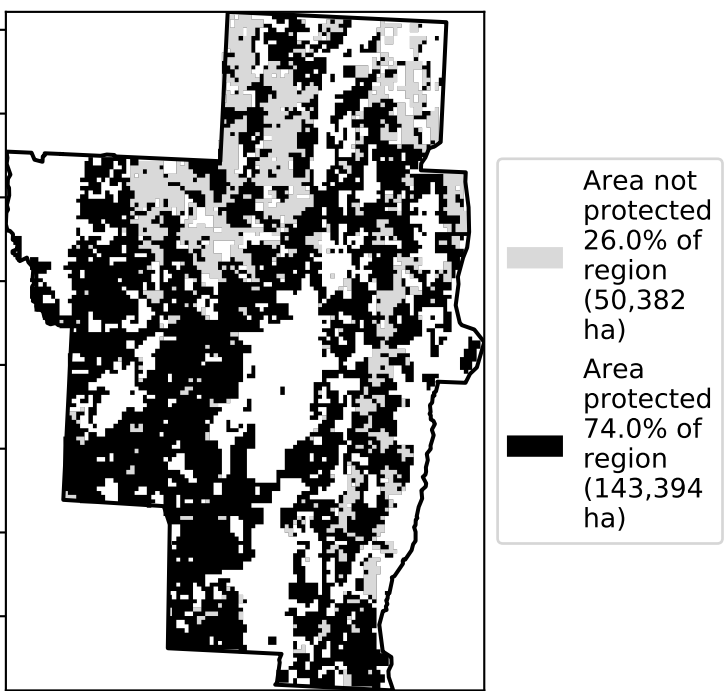 Area not
protected
26.0% of
region
(50,382
ha)
Area
protected
74.0% of
region
(143,394
ha)